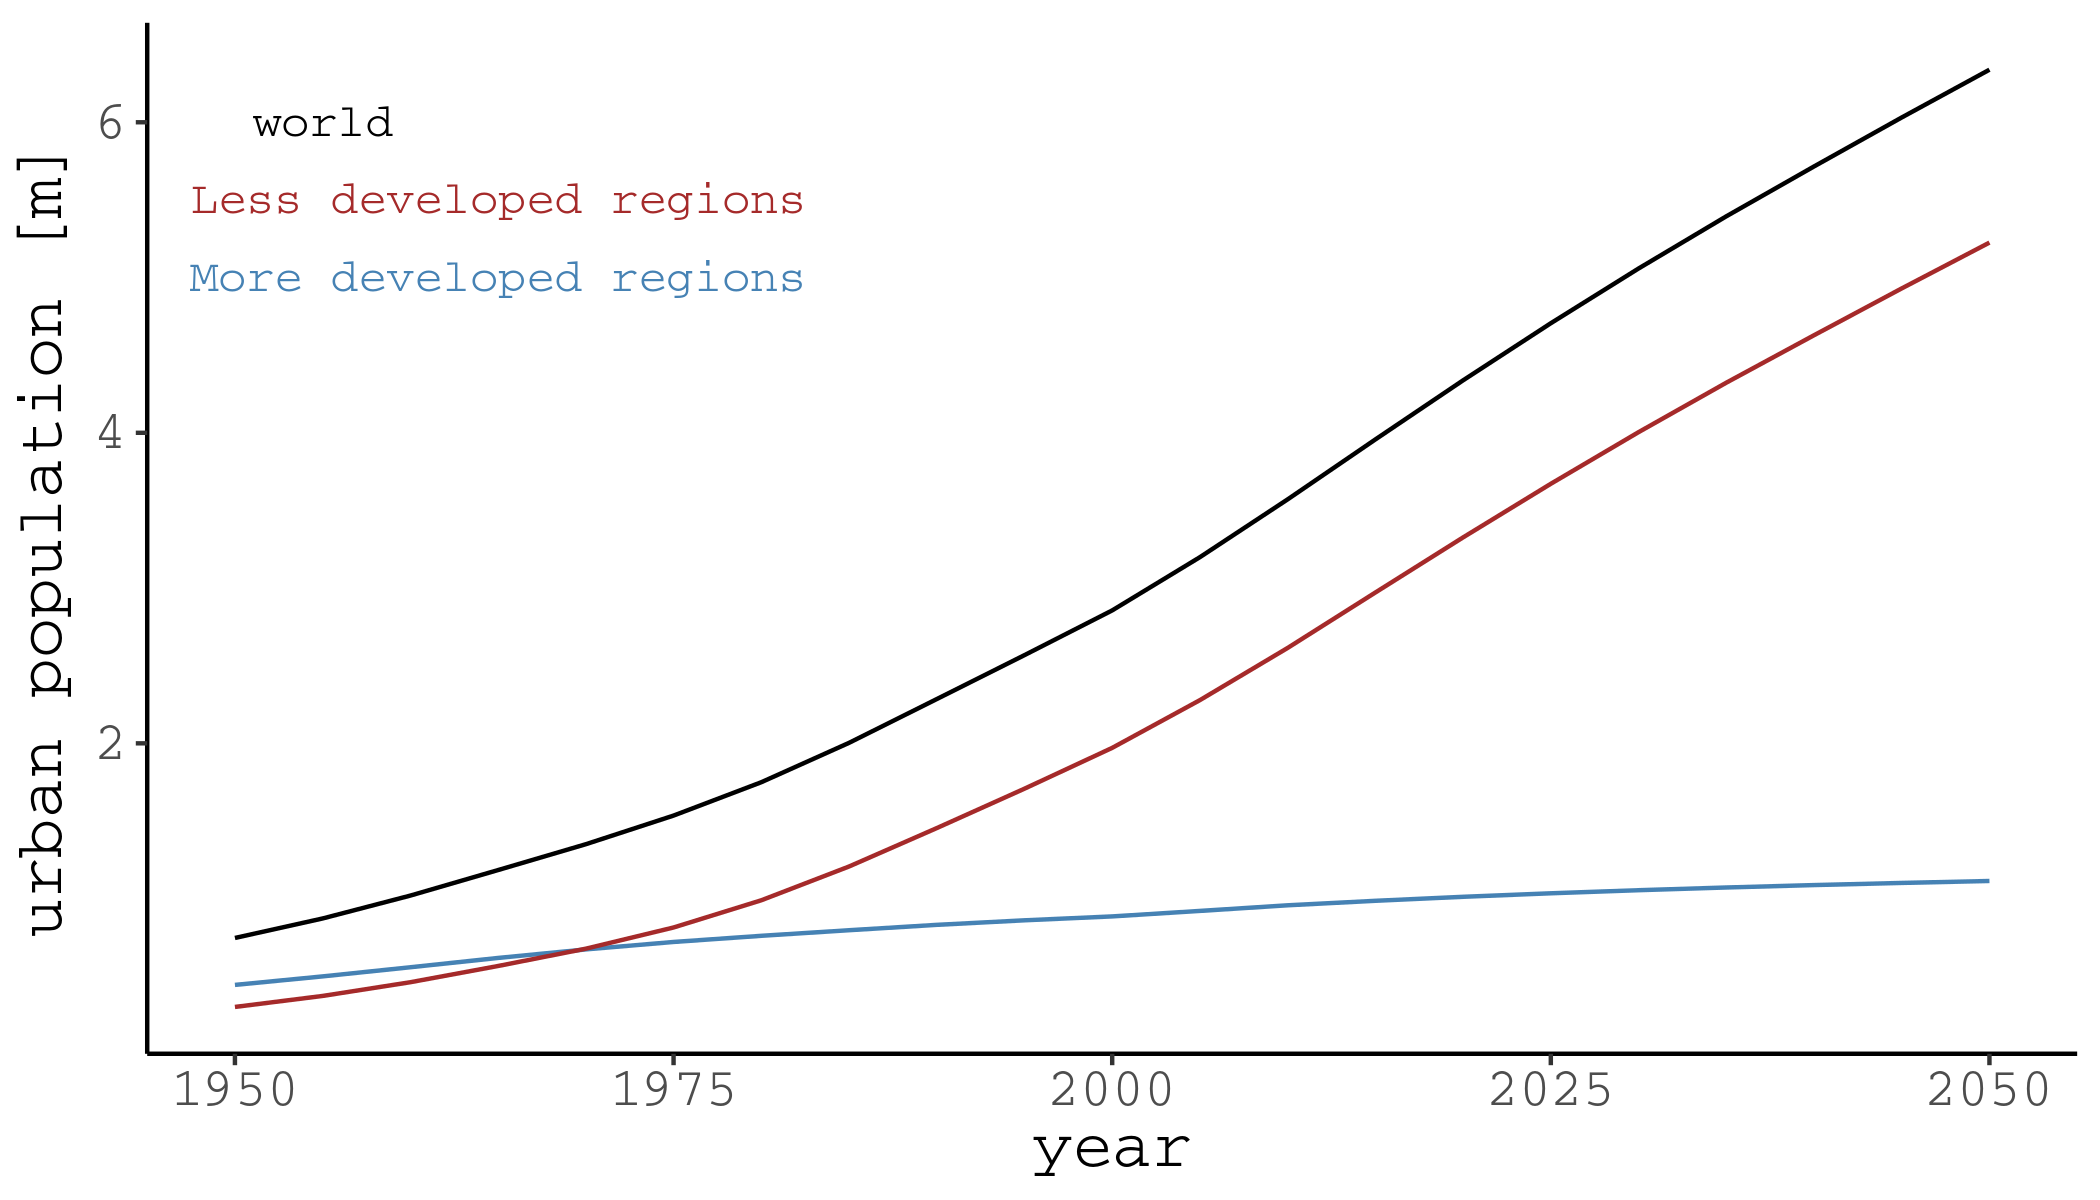 urban population [m]
6
4
2
world
Less developed regions
More developed regions
1950 1975 2000 2025 2050
year